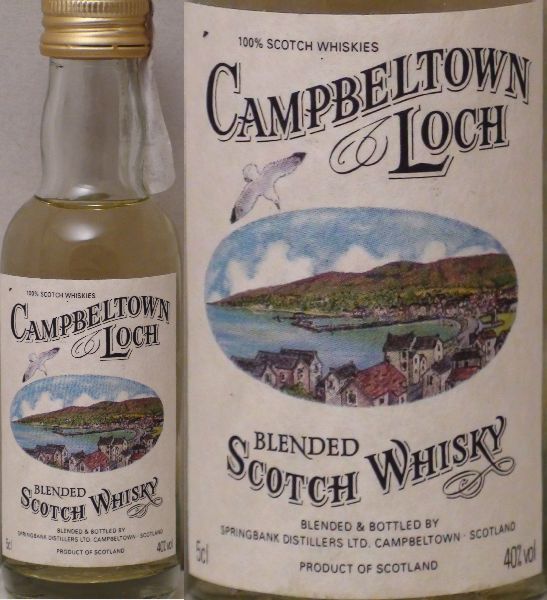 100% SCOTCH WHISKIES
CAMPBELTOWN
LOCH
BLENDED
SCOTCH WHISKY
BLENDED & BOTTLED BY
SPRINGBANK DISTILLERS LTD. CAMPBELTOWN · SCOTLAND
5cl
40% vol
PRODUCT OF SCOTLAND
100% SCOTCH WHISKIES
CAMPBELTOWN
LOCH
BLENDED
SCOTCH WHISKY
BLENDED & BOTTLED BY
SPRINGBANK DISTILLERS LTD. CAMPBELTOWN · SCOTLAND
5cl
40% vol
PRODUCT OF SCOTLAND